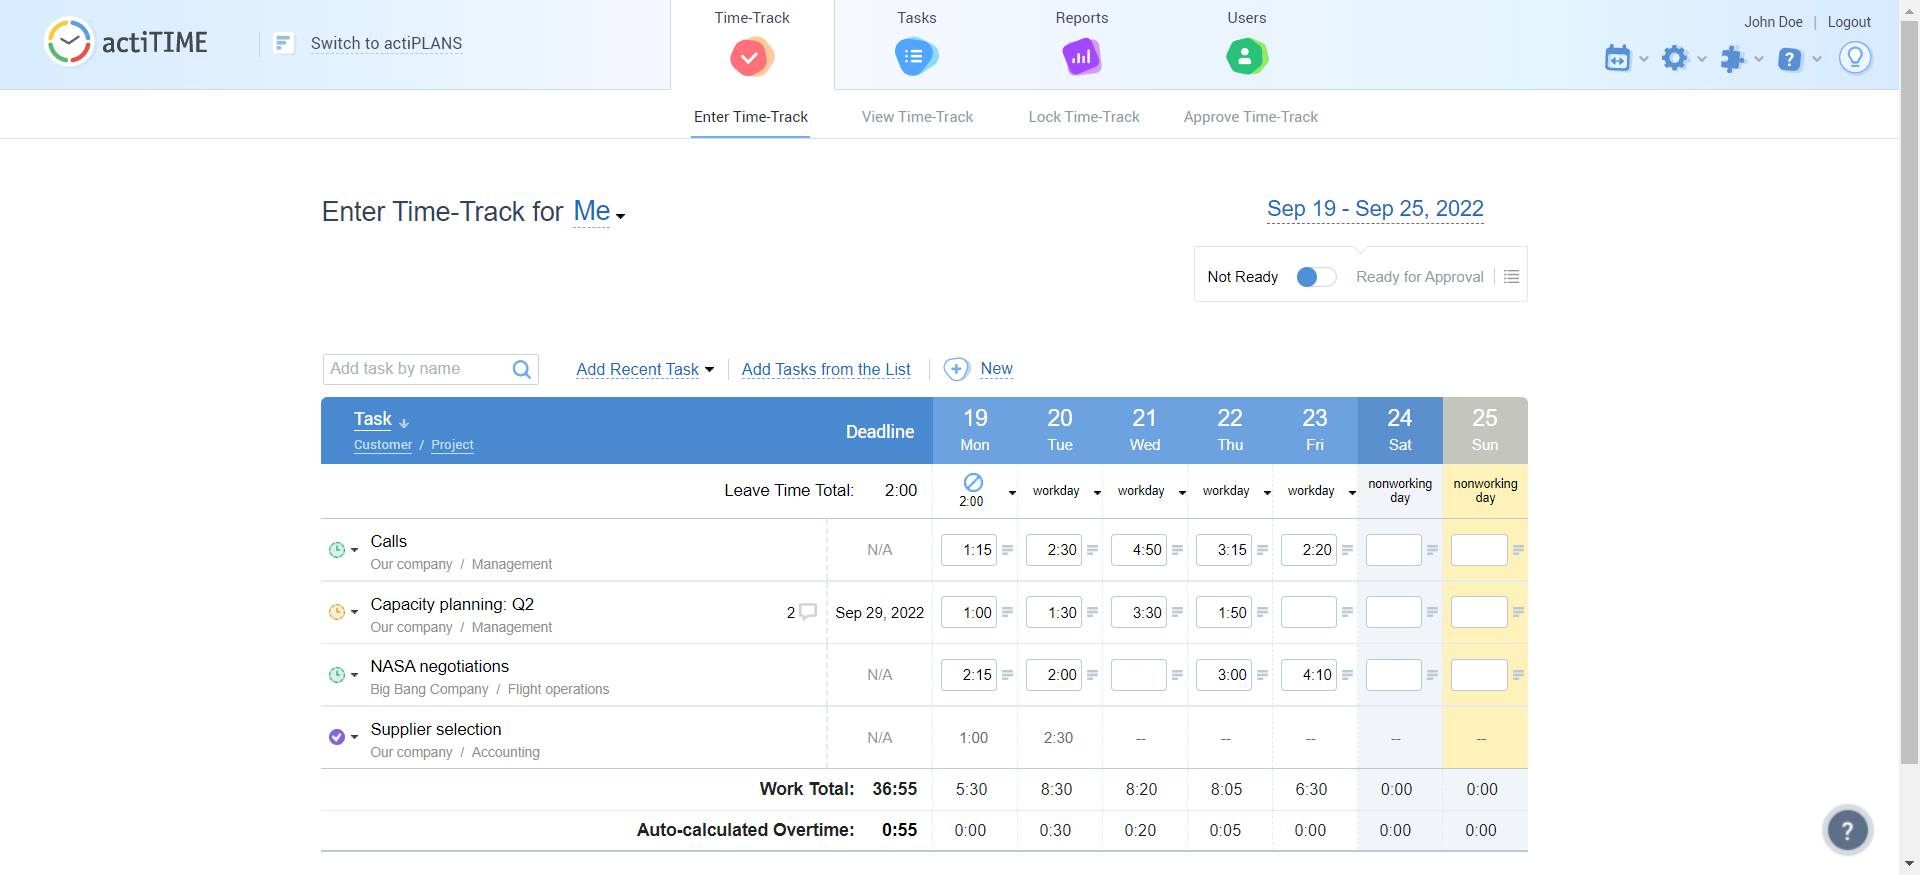 actiTIME
Switch to actiPLANS
Time-Track
Tasks
Reports
Users
John Doe | Logout
Enter Time-Track
View Time-Track
Lock Time-Track
Approve Time-Track
Enter Time-Track for Me
Sep 19 - Sep 25, 2022
Not Ready
Ready for Approval
Add task by name
Add Recent Task
Add Tasks from the List
New
Task
Customer / Project
Deadline
19 Mon
20 Tue
21 Wed
22 Thu
23 Fri
24 Sat
25 Sun
Leave Time Total: 2:00
2:00
workday
workday
workday
workday
nonworking day
nonworking day
Calls
Our company / Management
N/A 1:15 2:30 4:50 3:15 2:20
Capacity planning: Q2
Our company / Management
2 Sep 29, 2022 1:00 1:30 3:30 1:50
NASA negotiations
Big Bang Company / Flight operations
N/A 2:15 2:00 3:00 4:10
Supplier selection
Our company / Accounting
N/A 1:00 2:30 -- -- -- -- --
Work Total: 36:55 5:30 8:30 8:20 8:05 6:30 0:00 0:00
Auto-calculated Overtime: 0:55 0:00 0:30 0:20 0:05 0:00 0:00 0:00
?